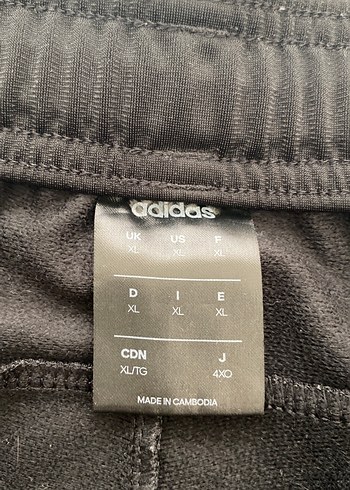 adidas
UK US F
XL XL XL
D I E
XL XL XL
CDN J
XL/TG 4XO
MADE IN CAMBODIA